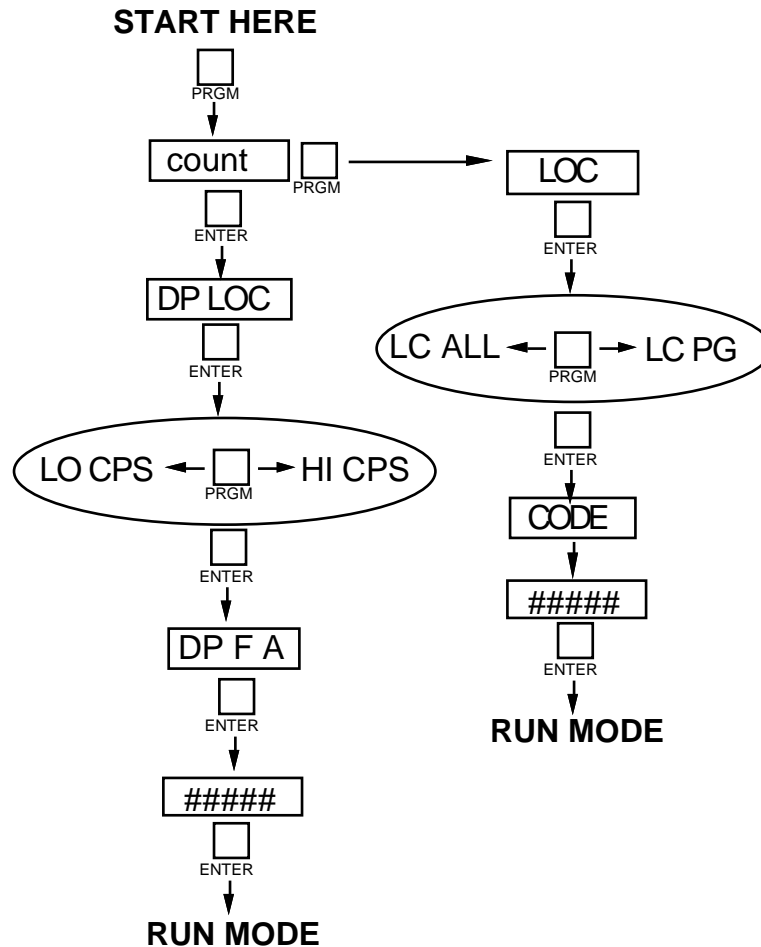 START HERE
PRGM
count
PRGM
LOC
ENTER
ENTER
DP LOC
LC ALL
LC PG
PRGM
ENTER
ENTER
LO CPS
HI CPS
PRGM
CODE
ENTER
#####
DP F A
ENTER
ENTER
RUN MODE
#####
ENTER
RUN MODE